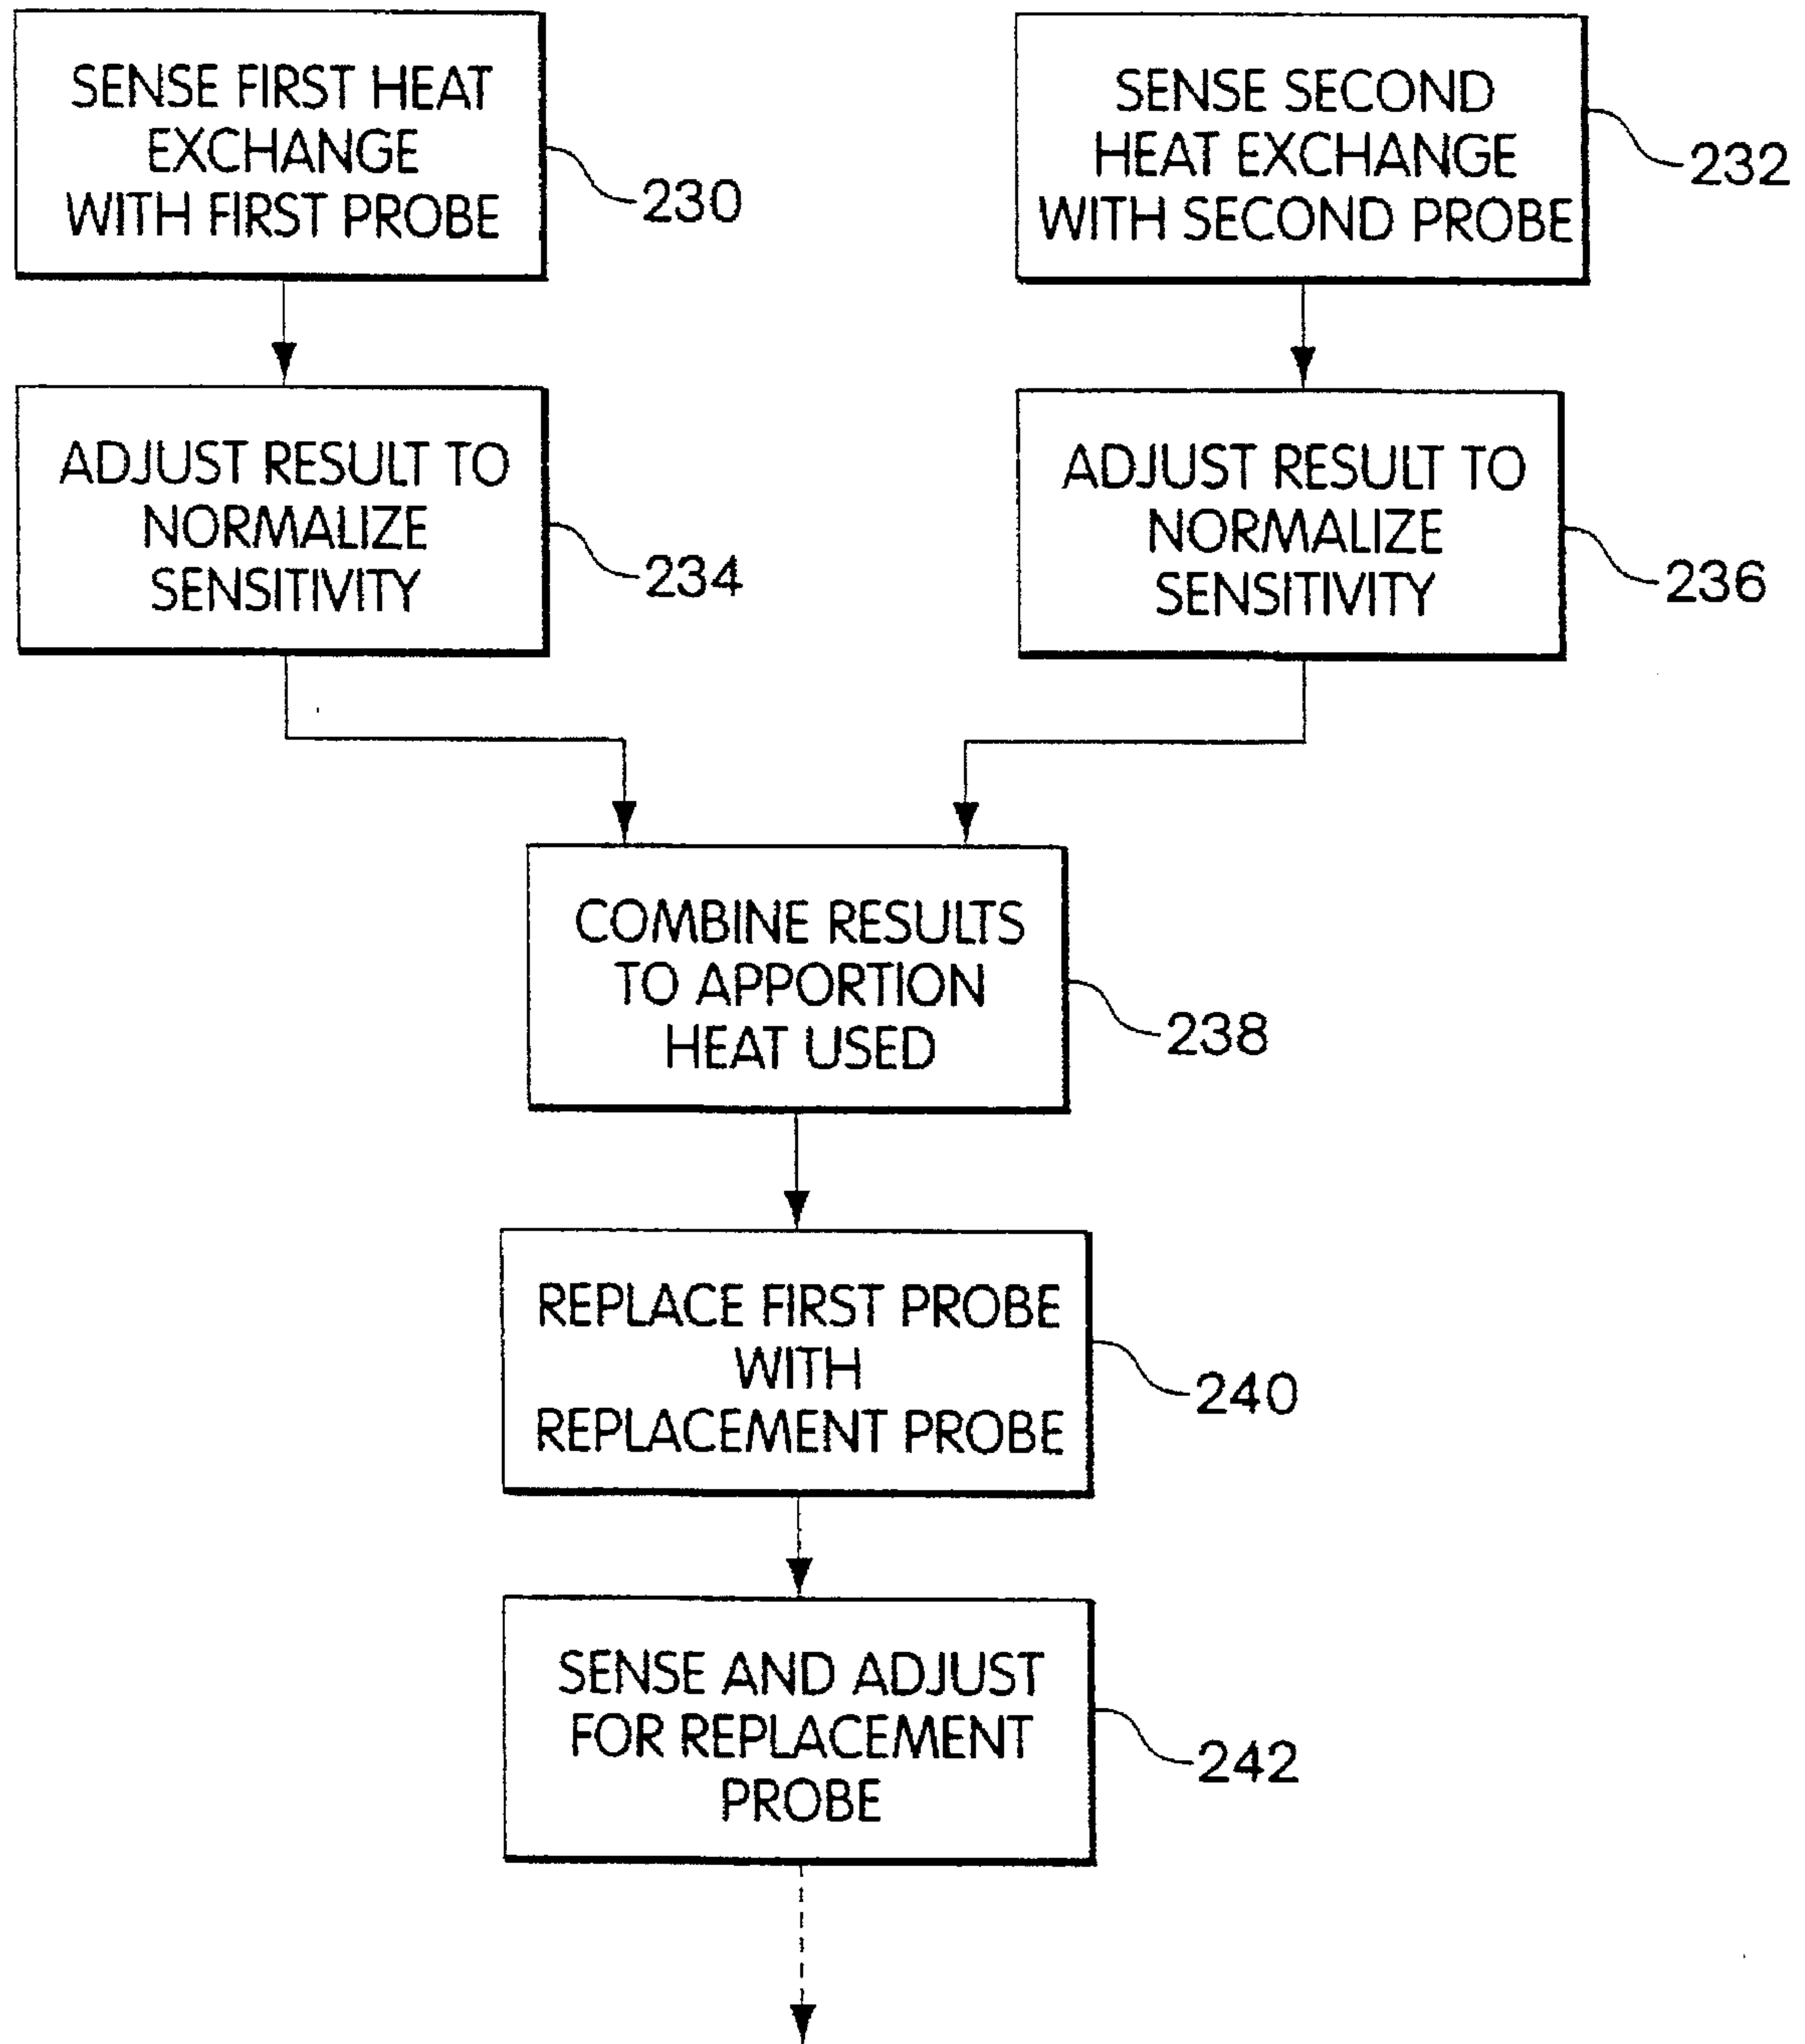 SENSE FIRST HEAT
EXCHANGE
WITH FIRST PROBE
230
SENSE SECOND
HEAT EXCHANGE
WITH SECOND PROBE
232
ADJUST RESULT TO
NORMALIZE
SENSITIVITY
234
ADJUST RESULT TO
NORMALIZE
SENSITIVITY
236
COMBINE RESULTS
TO APPORTION
HEAT USED
238
REPLACE FIRST PROBE
WITH
REPLACEMENT PROBE
240
SENSE AND ADJUST
FOR REPLACEMENT
PROBE
242